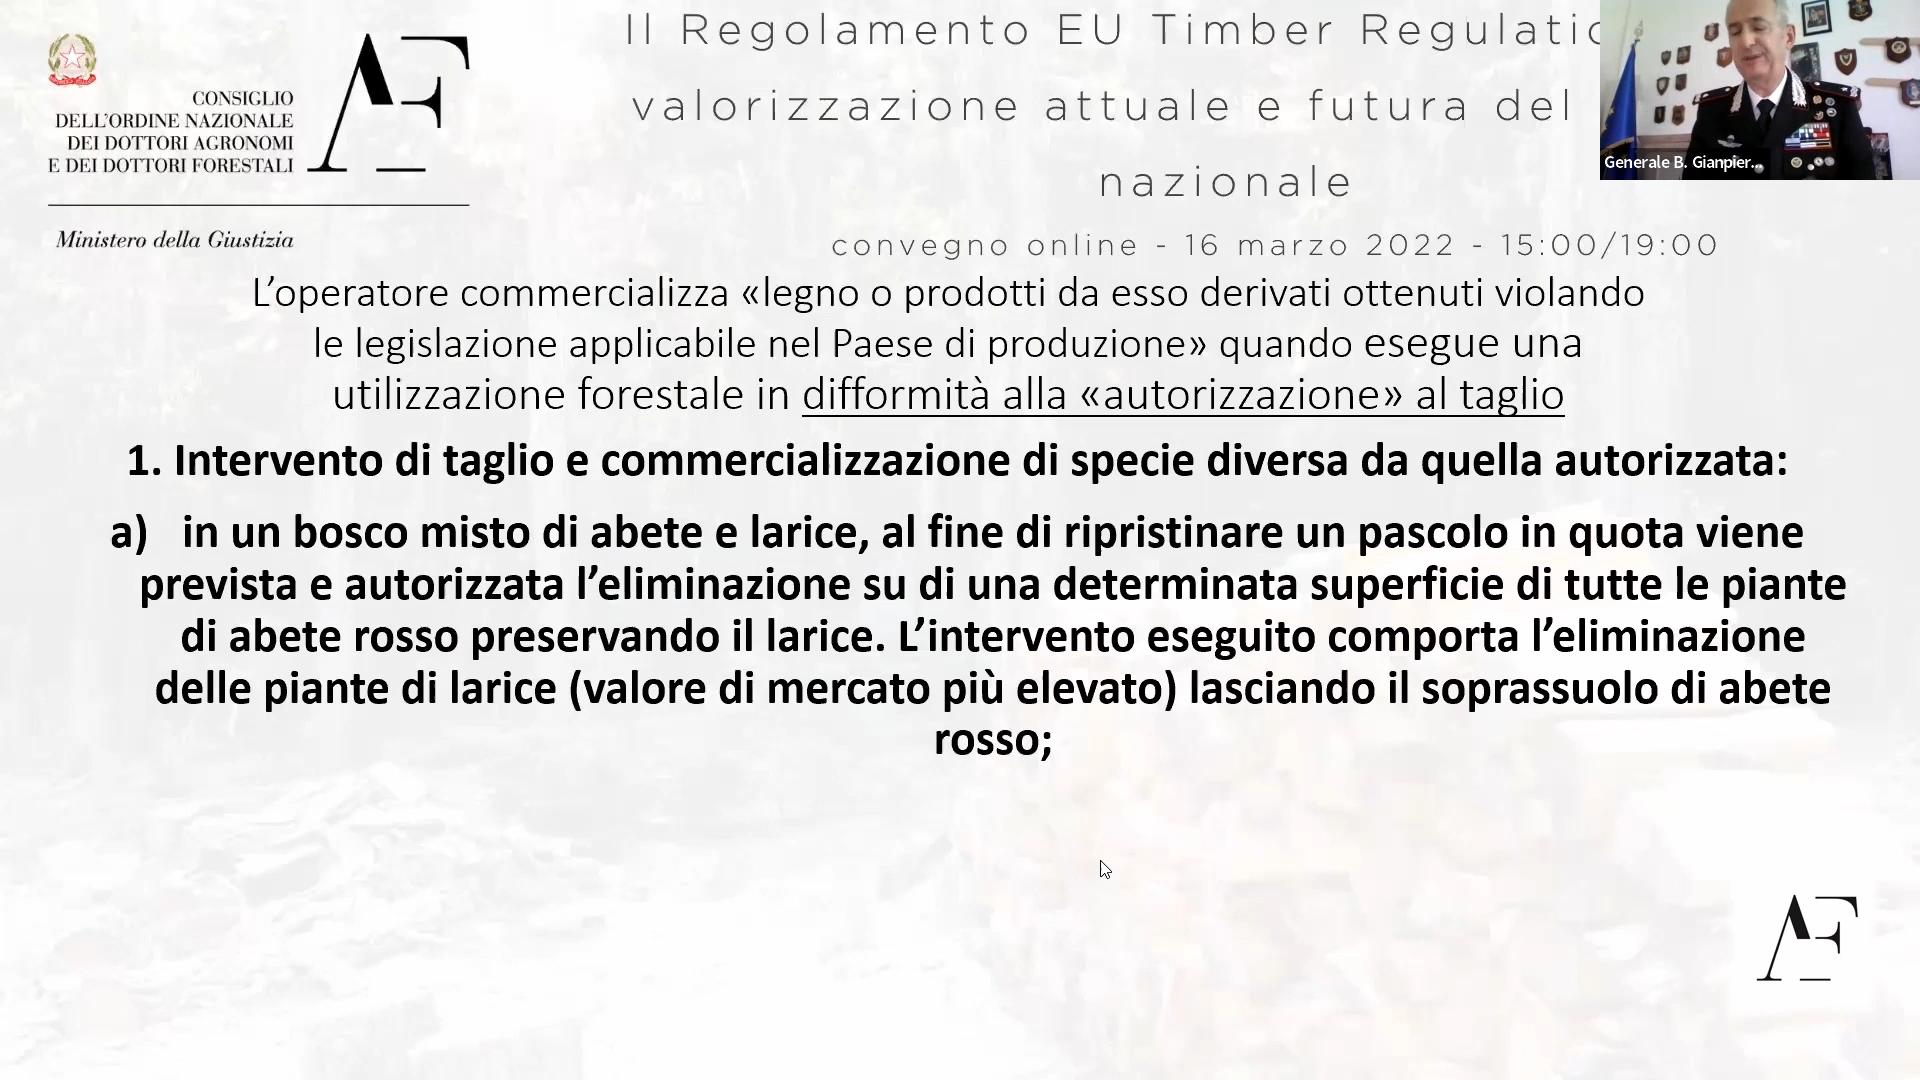 CONSIGLIO
DELL'ORDINE NAZIONALE
DEI DOTTORI AGRONOMI
E DEI DOTTORI FORESTALI
Ministero della Giustizia
Il Regolamento EU Timber
valorizzazione attuale e futura del
nazionale
convegno online - 16 marzo 2022 - 15:00/19:00
Generale B. Gianpier...
L’operatore commercializza «legno o prodotti da esso derivati ottenuti violando
le legislazione applicabile nel Paese di produzione» quando esegue una
utilizzazione forestale in difformità alla «autorizzazione» al taglio
1. Intervento di taglio e commercializzazione di specie diversa da quella autorizzata:
a) in un bosco misto di abete e larice, al fine di ripristinare un pascolo in quota viene
prevista e autorizzata l’eliminazione su di una determinata superficie di tutte le piante
di abete rosso preservando il larice. L’intervento eseguito comporta l’eliminazione
delle piante di larice (valore di mercato più elevato) lasciando il soprassuolo di abete
rosso;
AF